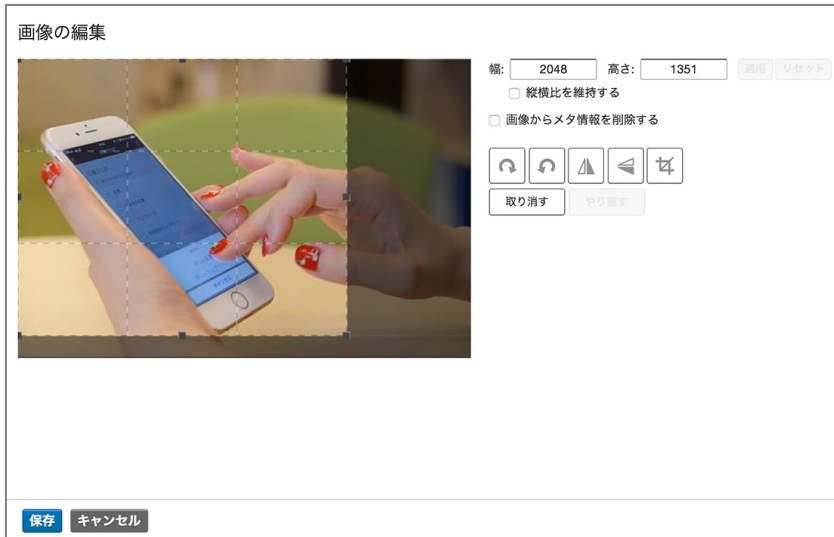 画像の編集
幅: 2048 高さ: 1351 適用 リセット
縦横比を維持する
画像からメタ情報を削除する
取り消す やり直す
保存 キャンセル